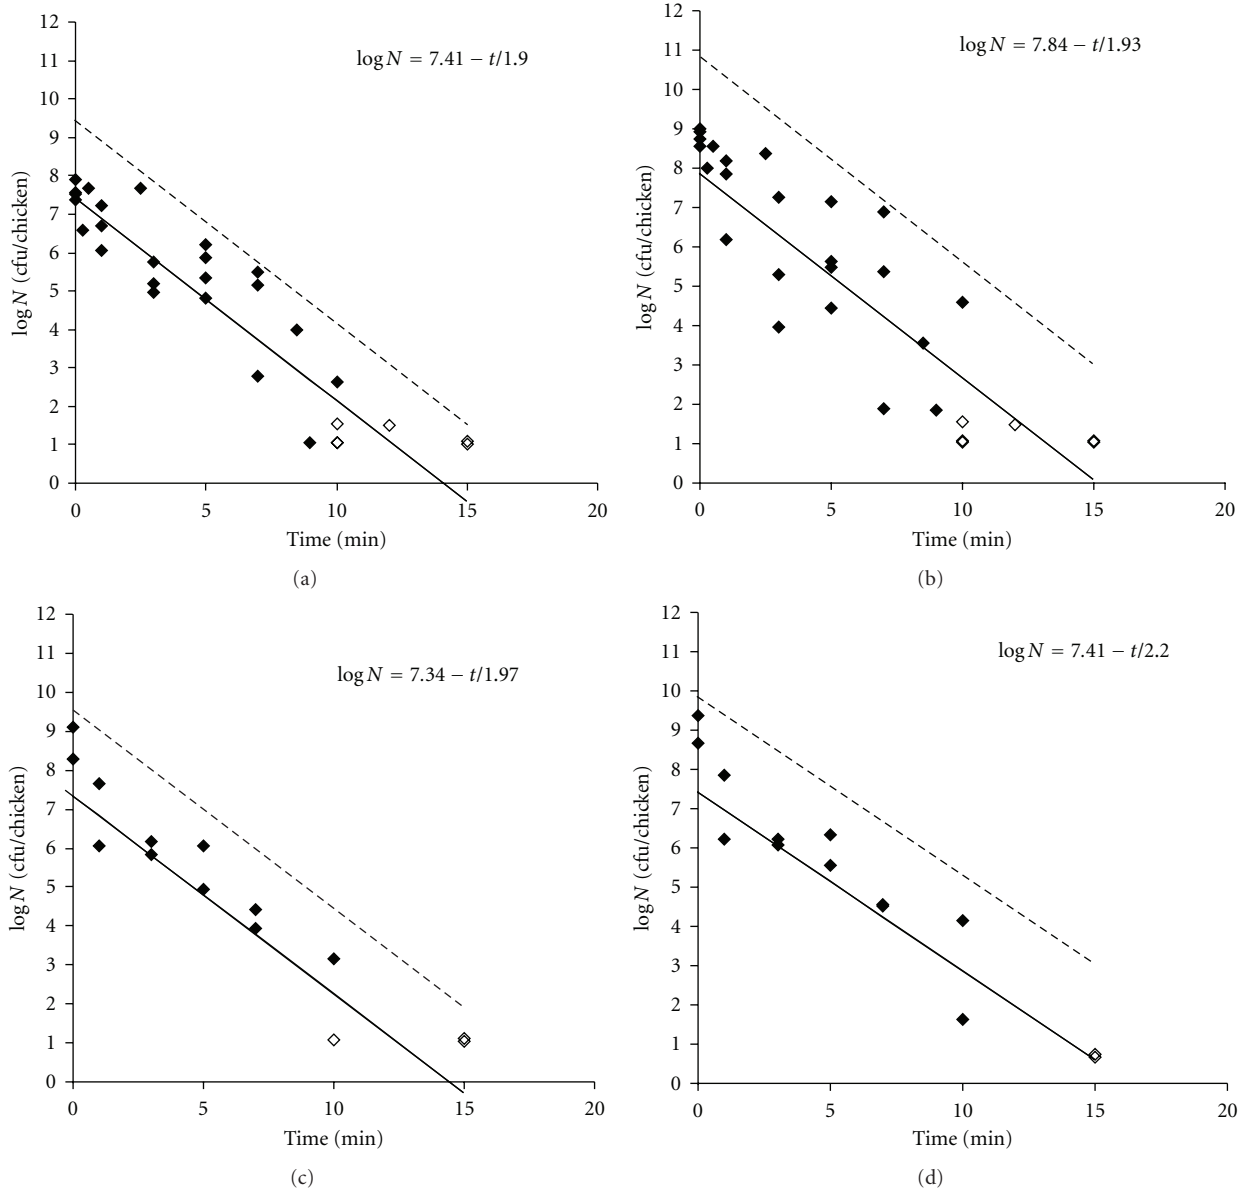 log N = 7.41 − t/1.9
12
11
10
9
8
7
6
5
4
3
2
1
0
log N (cfu/chicken)
0 5 10 15 20
Time (min)
(a)
log N = 7.84 − t/1.93
12
11
10
9
8
7
6
5
4
3
2
1
0
log N (cfu/chicken)
0 5 10 15 20
Time (min)
(b)
log N = 7.34 − t/1.97
12
11
10
9
8
7
6
5
4
3
2
1
0
log N (cfu/chicken)
0 5 10 15 20
Time (min)
(c)
log N = 7.41 − t/2.2
12
11
10
9
8
7
6
5
4
3
2
1
0
log N (cfu/chicken)
0 5 10 15 20
Time (min)
(d)